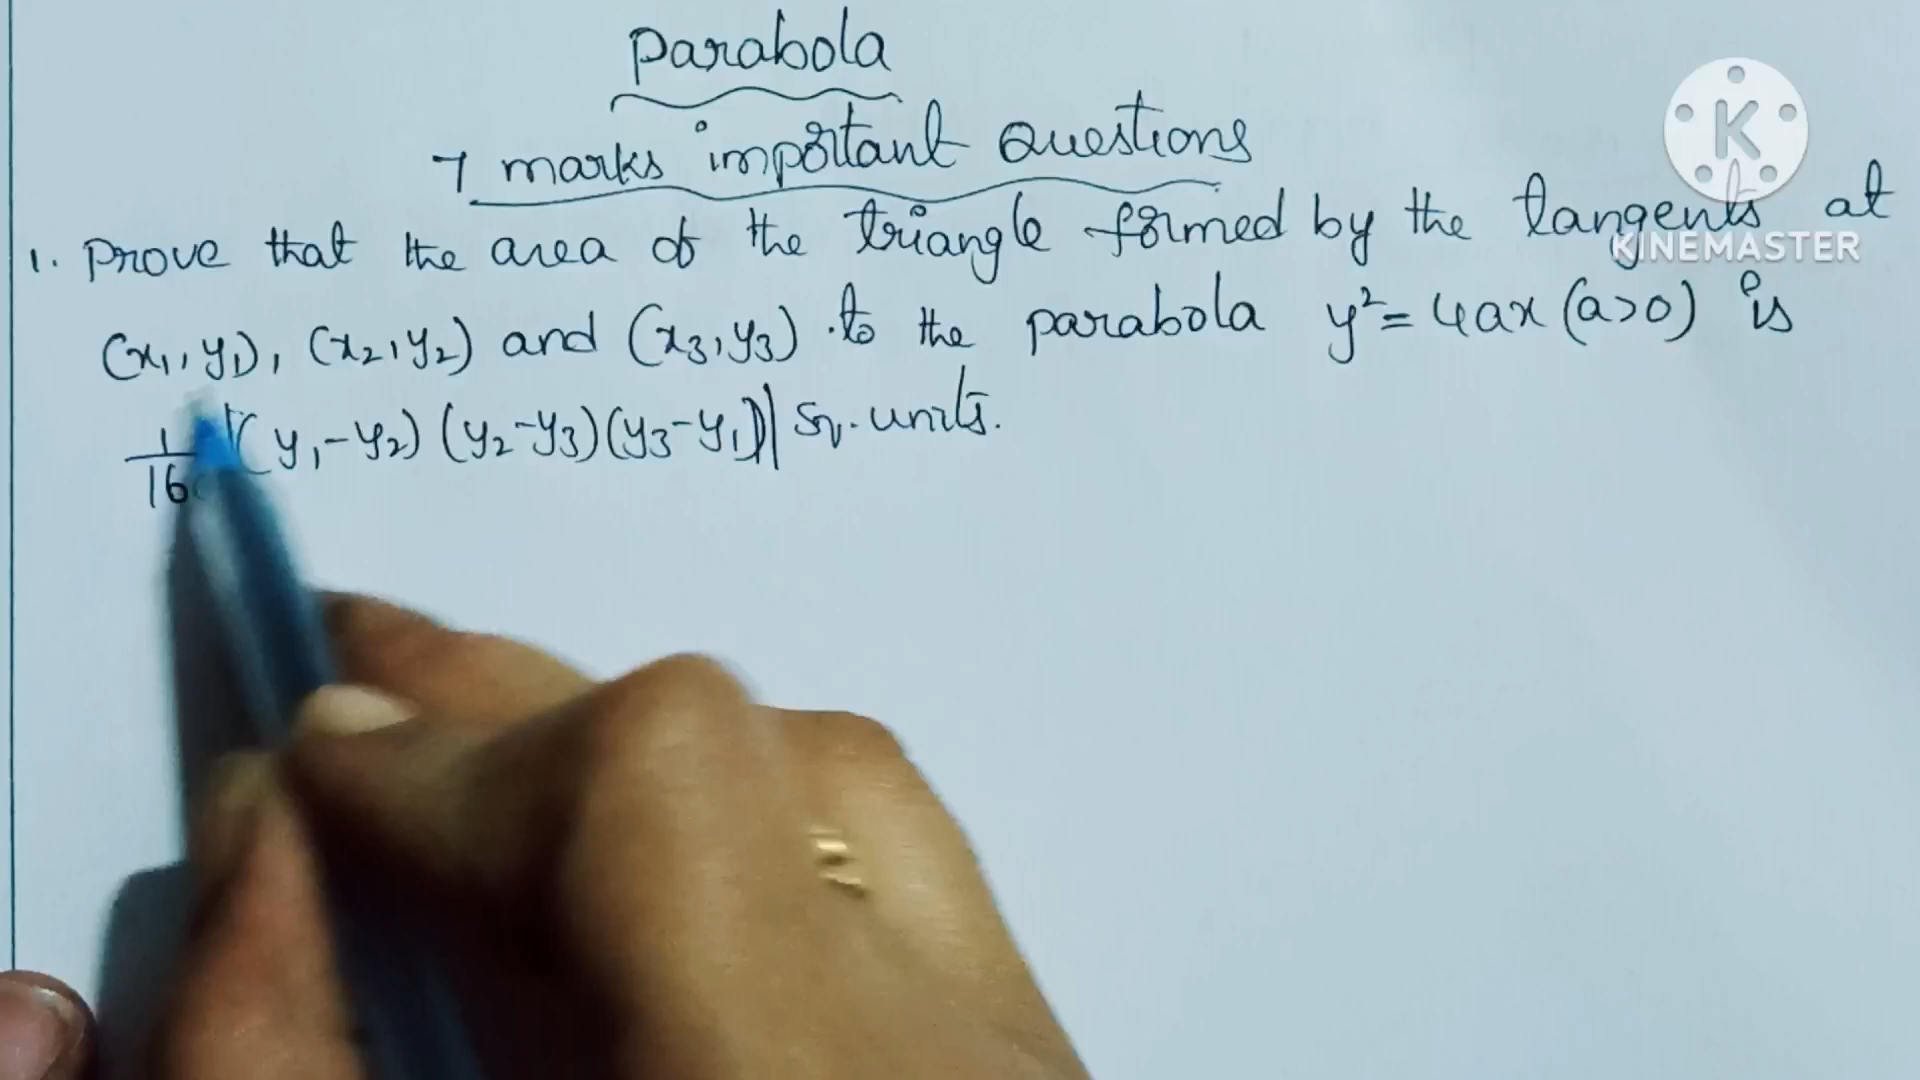 Parabola
7 marks important Questions
1. Prove that the area of the triangle formed by the tangents at
(x₁, y₁), (x₂, y₂) and (x₃, y₃) to the parabola y² = 4ax (a>0) is
1/16 |(y₁-y₂) (y₂-y₃)(y₃-y₁)| Sq. units.
K
KINEMASTER